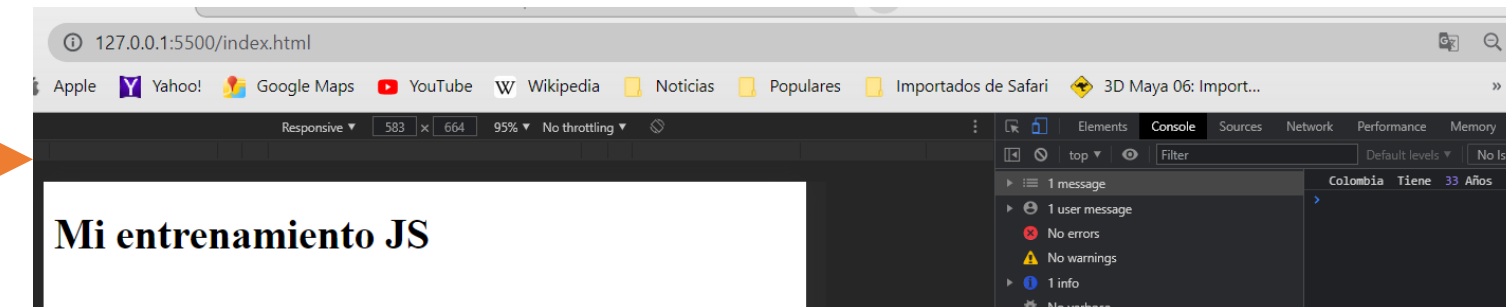 127.0.0.1:5500/index.html
Apple Yahoo! Google Maps YouTube W Wikipedia Noticias Populares Importados de Safari 3D Maya 06: Import... »
Responsive ▼ 583 × 664 95% ▼ No throttling ▼ Elements Console Sources Network Performance Memory
top ▼ Filter Default levels ▼ No Is
1 message Colombia Tiene 33 Años
1 user message
Mi entrenamiento JS
No errors
No warnings
1 info